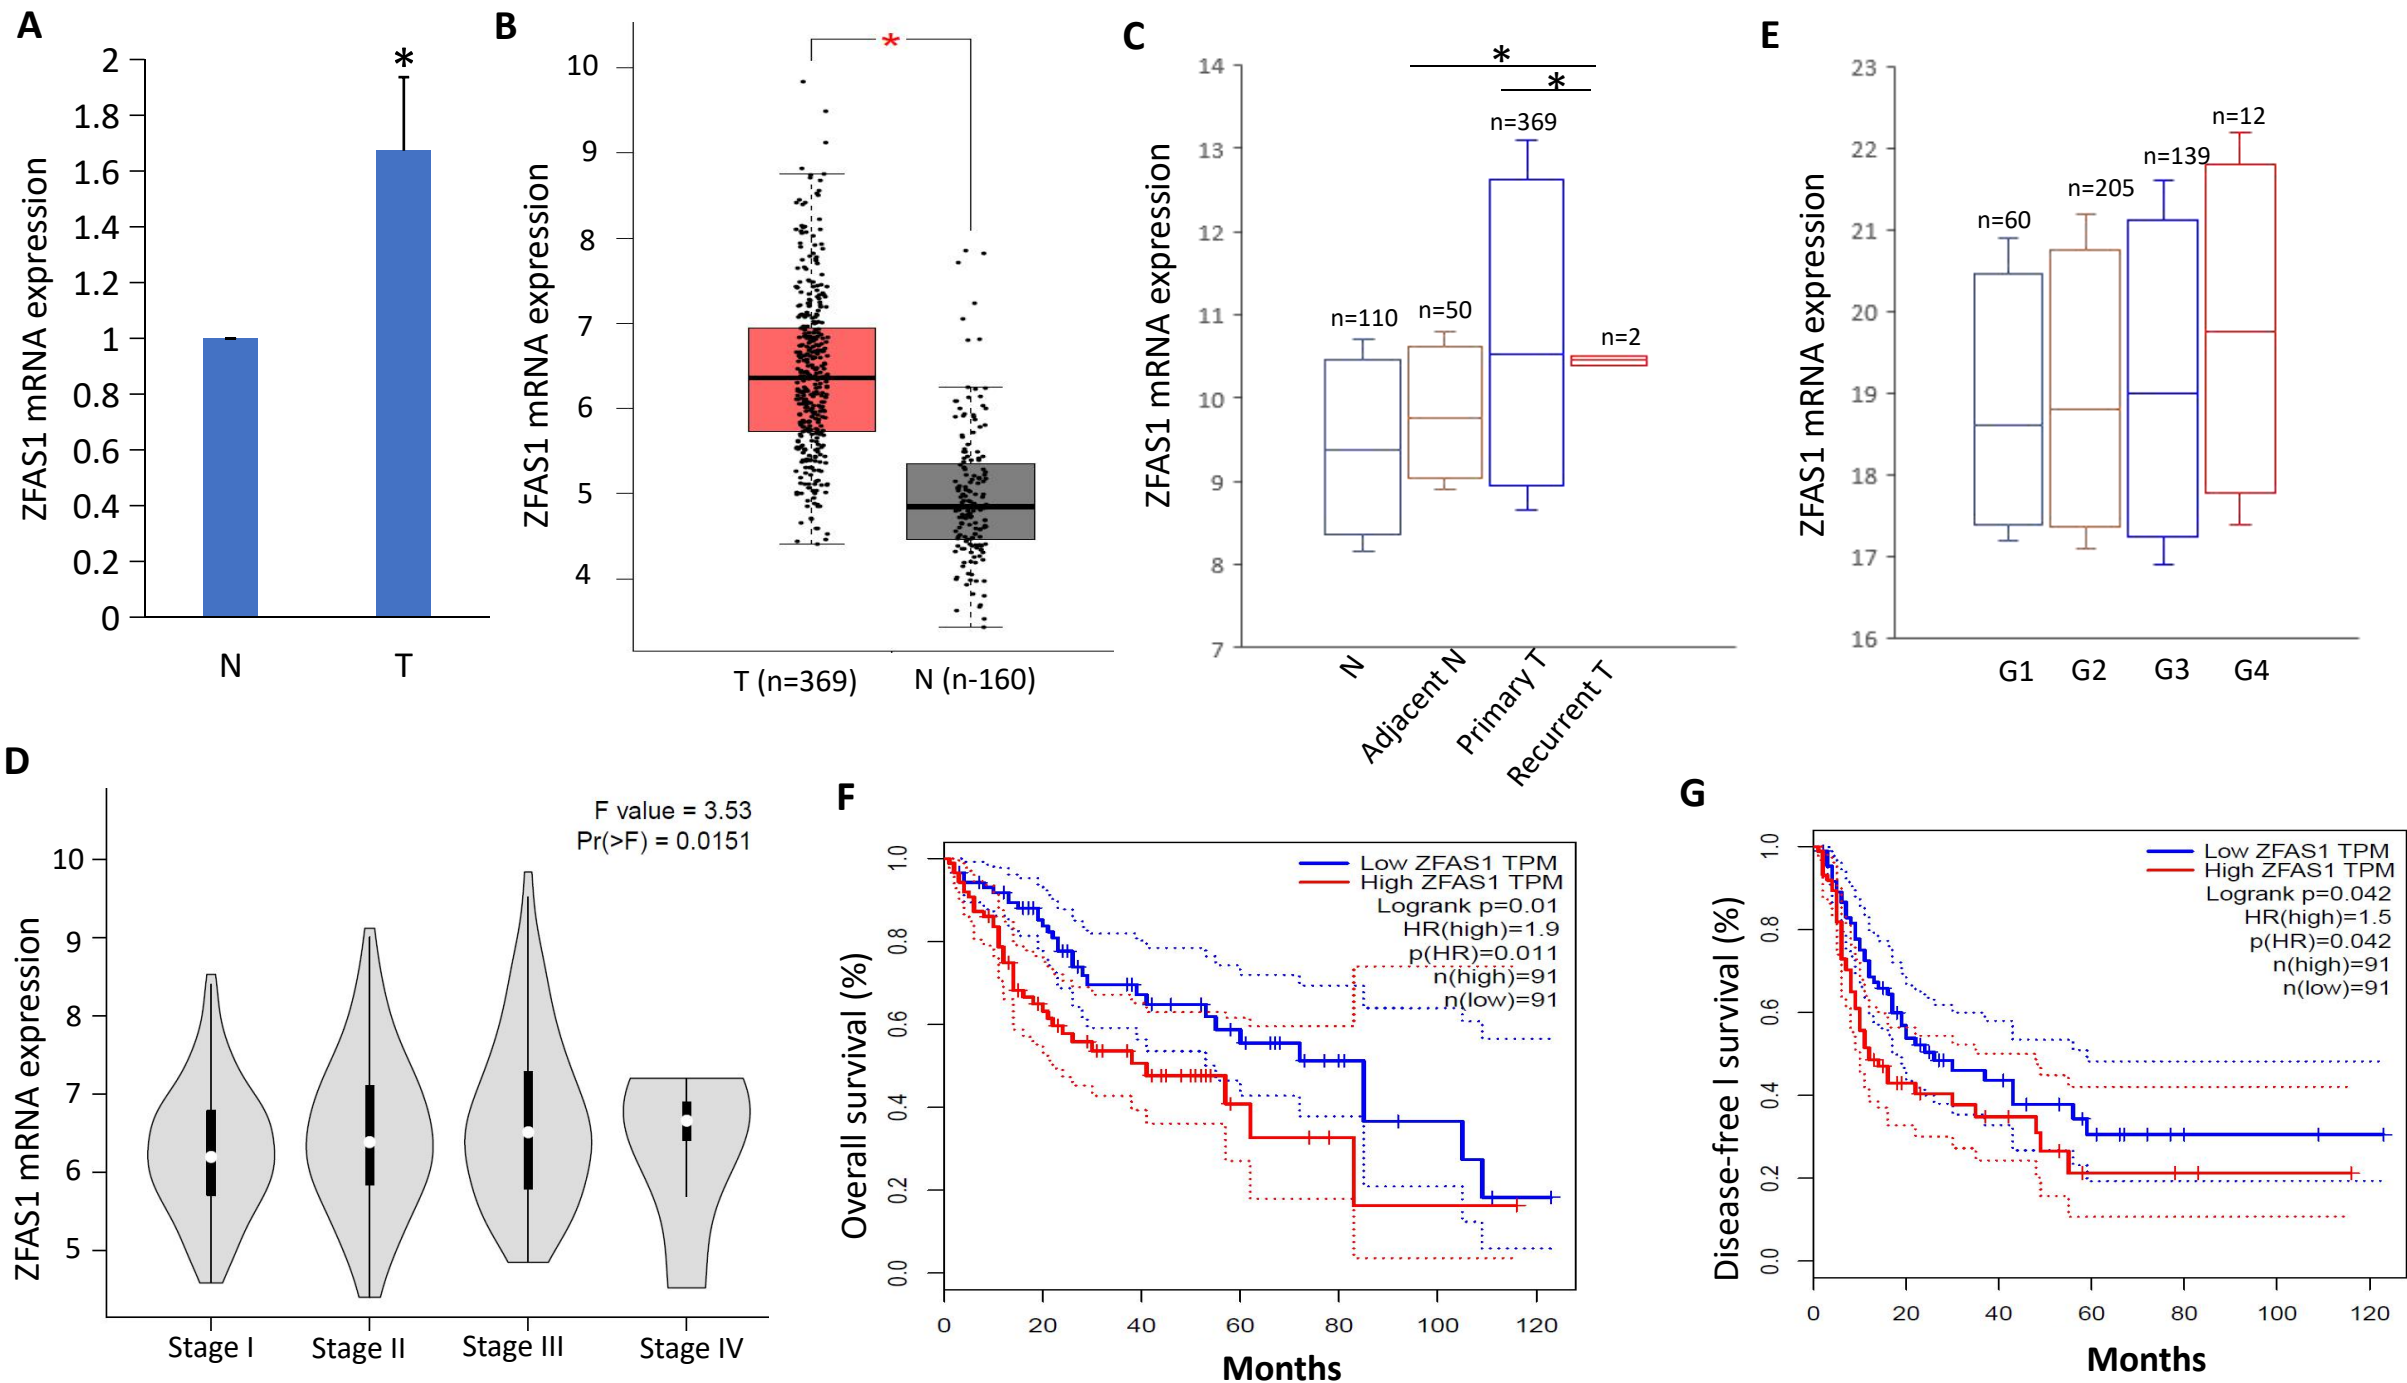 A
ZFAS1 mRNA expression
2
1.8
1.6
1.4
1.2
1
0.8
0.6
0.4
0.2
0
*
N
T
B
ZFAS1 mRNA expression
10
9
8
7
6
5
4
*
T (n=369)
N (n-160)
C
ZFAS1 mRNA expression
14
13
12
11
10
9
8
7
*
*
n=110
n=50
n=369
n=2
N
Adjacent N
Primary T
Recurrent T
E
ZFAS1 mRNA expression
23
22
21
20
19
18
17
16
n=60
n=205
n=139
n=12
G1
G2
G3
G4
D
ZFAS1 mRNA expression
10
9
8
7
6
5
F value = 3.53
Pr(>F) = 0.0151
Stage I
Stage II
Stage III
Stage IV
F
Overall survival (%)
1.0
0.8
0.6
0.4
0.2
0.0
Low ZFAS1 TPM
High ZFAS1 TPM
Logrank p=0.01
HR(high)=1.9
p(HR)=0.011
n(high)=91
n(low)=91
0
20
40
60
80
100
120
Months
G
Disease-free l survival (%)
1.0
0.8
0.6
0.4
0.2
0.0
Low ZFAS1 TPM
High ZFAS1 TPM
Logrank p=0.042
HR(high)=1.5
p(HR)=0.042
n(high)=91
n(low)=91
0
20
40
60
80
100
120
Months